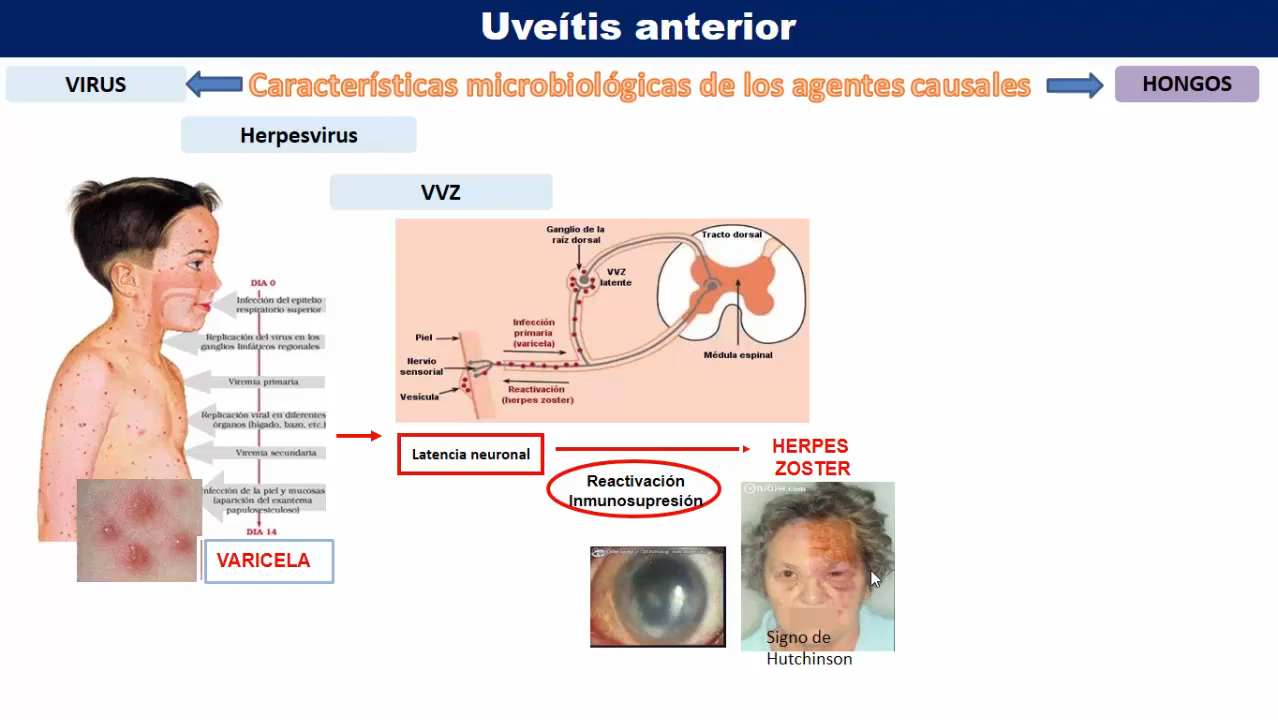 Uveítis anterior
VIRUS
Características microbiológicas de los agentes causales
HONGOS
Herpesvirus
VVZ
DIA 0
Infección del epitelio
respiratorio superior
Replicación del virus en los
ganglios linfáticos regionales
Viremia primaria
Replicación viral en diferentes
órganos (hígado, bazo, etc.)
Viremia secundaria
Infección de la piel y mucosas
(aparición del exantema
papulovesiculoso)
DIA 14
VARICELA
Ganglio de la
raíz dorsal
Tracto dorsal
VVZ
latente
Infección
primaria
(varicela)
Piel
Nervio
sensorial
Vesícula
Reactivación
(herpes zoster)
Médula espinal
Latencia neuronal
Reactivación
Inmunosupresión
HERPES
ZOSTER
Signo de
Hutchinson